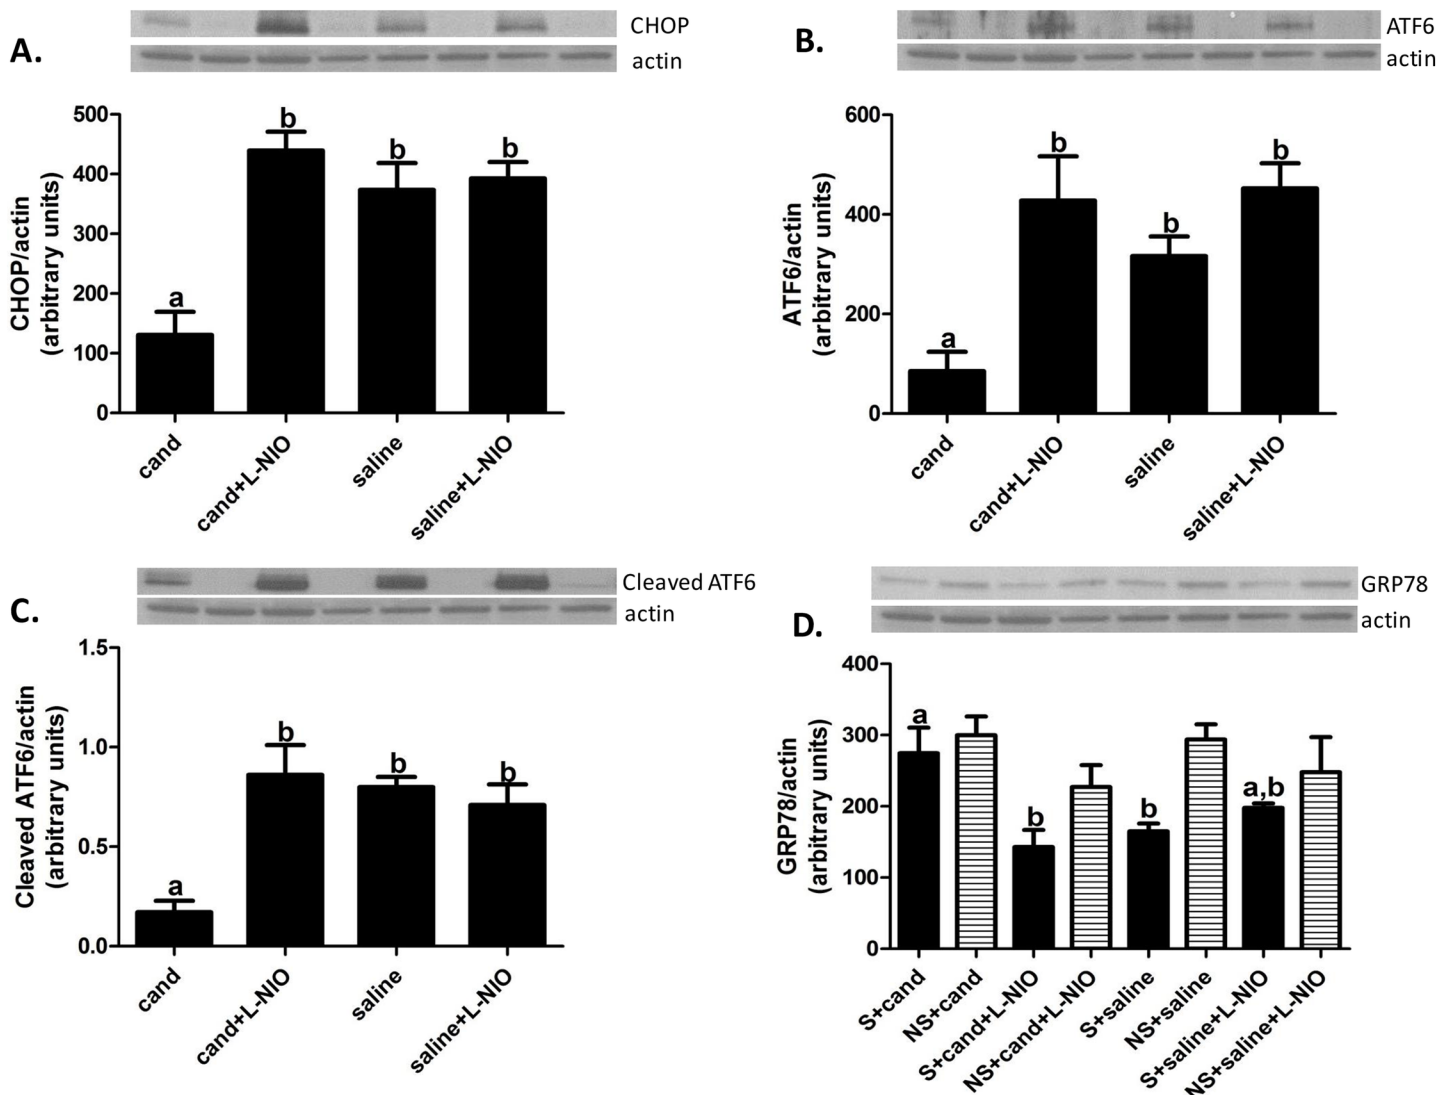 A.
CHOP
actin
500
400
300
200
100
0
CHOP/actin
(arbitrary units)
a
b
b
b
cand
cand+L-NIO
saline
saline+L-NIO
B.
ATF6
actin
600
400
200
0
ATF6/actin
(arbitrary units)
a
b
b
b
cand
cand+L-NIO
saline
saline+L-NIO
C.
Cleaved ATF6
actin
1.5
1.0
0.5
0.0
Cleaved ATF6/actin
(arbitrary units)
a
b
b
b
cand
cand+L-NIO
saline
saline+L-NIO
D.
GRP78
actin
400
300
200
100
0
GRP78/actin
(arbitrary units)
a
b
b
a,b
S+cand
NS+cand
S+cand+L-NIO
NS+cand+L-NIO
S+saline
NS+saline
S+saline+L-NIO
NS+saline+L-NIO